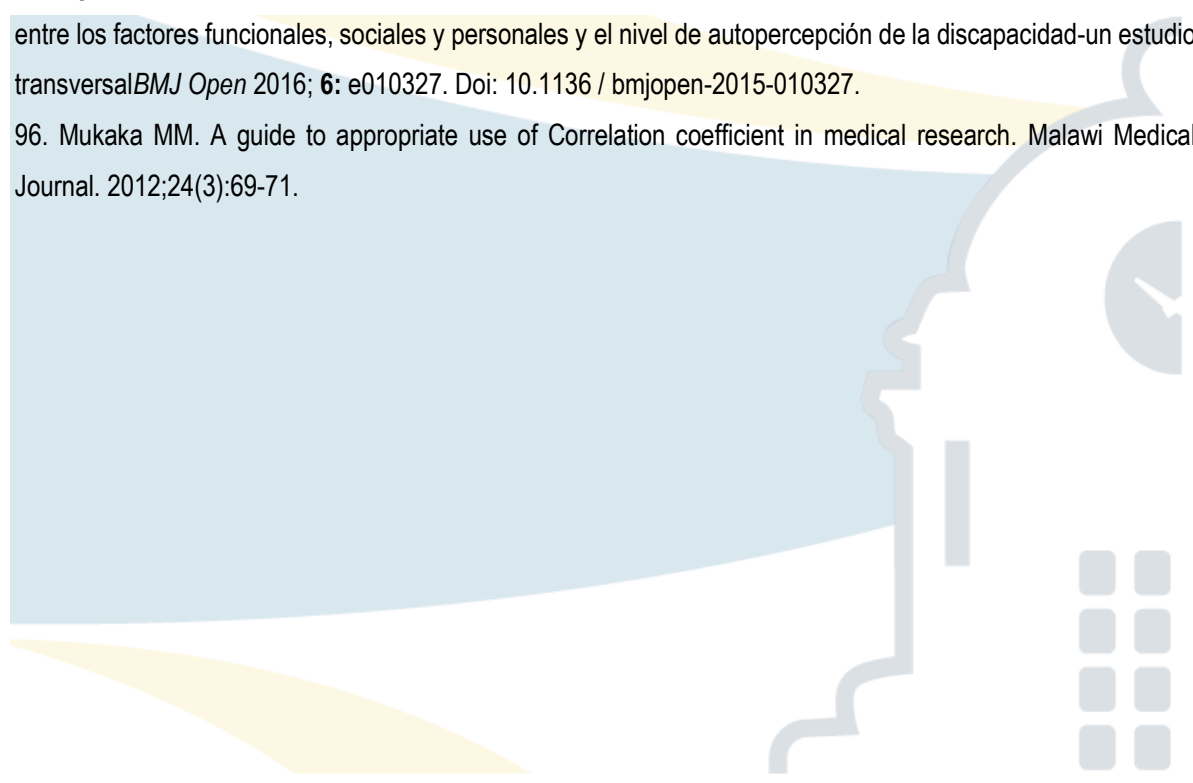 entre los factores funcionales, sociales y personales y el nivel de autopercepción de la discapacidad-un estudio
transversalBMJ Open 2016; 6: e010327. Doi: 10.1136 / bmjopen-2015-010327.
96. Mukaka MM. A guide to appropriate use of Correlation coefficient in medical research. Malawi Medical
Journal. 2012;24(3):69-71.